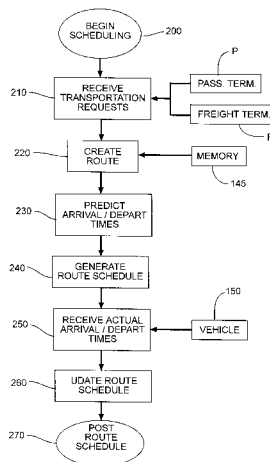 BEGIN
SCHEDULING
200
P
210
RECEIVE
TRANSPORTATION
REQUESTS
PASS. TERM.
FREIGHT TERM.
F
220
CREATE
ROUTE
MEMORY
145
230
PREDICT
ARRIVAL / DEPART
TIMES
240
GENERATE
ROUTE SCHEDULE
150
250
RECEIVE ACTUAL
ARRIVAL / DEPART
TIMES
VEHICLE
260
UDATE ROUTE
SCHEDULE
270
POST
ROUTE
SCHEDULE